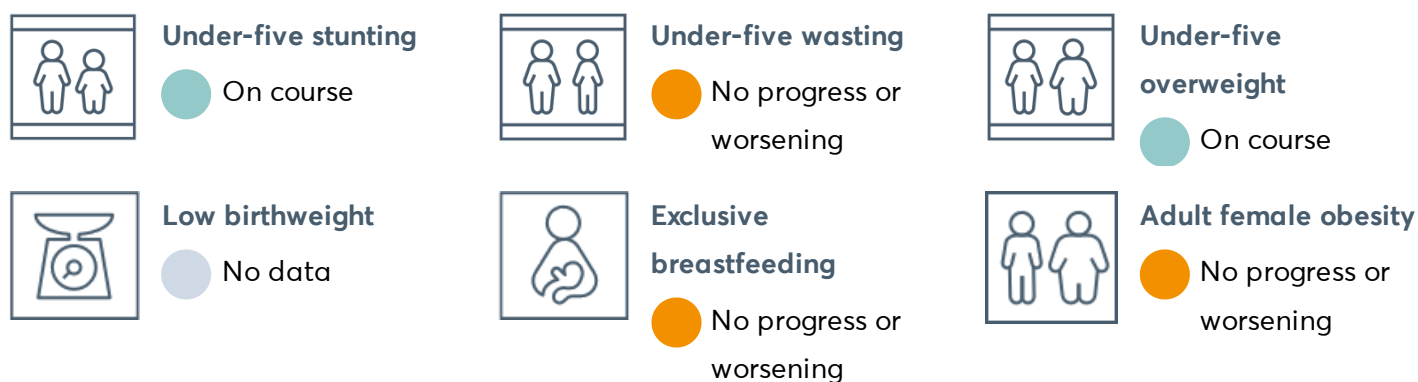 Under-five stunting
On course
Under-five wasting
No progress or
worsening
Under-five
overweight
On course
Low birthweight
No data
Exclusive
breastfeeding
No progress or
worsening
Adult female obesity
No progress or
worsening